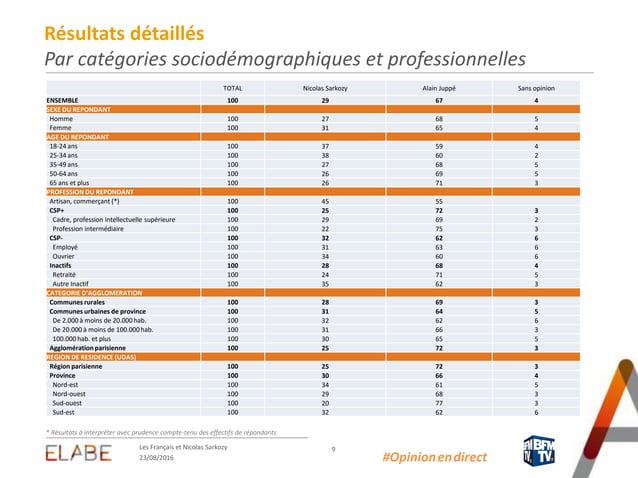 Résultats détaillés
Par catégories sociodémographiques et professionnelles
TOTAL Nicolas Sarkozy Alain Juppé Sans opinion
ENSEMBLE 100 29 67 4
SEXE DU REPONDANT
Homme 100 27 68 5
Femme 100 31 65 4
AGE DU REPONDANT
18-24 ans 100 37 59 4
25-34 ans 100 38 60 2
35-49 ans 100 27 68 5
50-64 ans 100 26 69 5
65 ans et plus 100 26 71 3
PROFESSION DU REPONDANT
Artisan, commerçant (*) 100 45 55
CSP+ 100 25 72 3
Cadre, profession intellectuelle supérieure 100 29 69 2
Profession intermédiaire 100 22 75 3
CSP- 100 32 62 6
Employé 100 31 63 6
Ouvrier 100 34 60 6
Inactifs 100 28 68 4
Retraité 100 24 71 5
Autre Inactif 100 35 62 3
CATEGORIE D'AGGLOMERATION
Communes rurales 100 28 69 3
Communes urbaines de province 100 31 64 5
De 2.000 à moins de 20.000 hab. 100 32 62 6
De 20.000 à moins de 100.000 hab. 100 31 66 3
100.000 hab. et plus 100 30 65 5
Agglomération parisienne 100 25 72 3
REGION DE RESIDENCE (UDA5)
Région parisienne 100 25 72 3
Province 100 30 66 4
Nord-est 100 34 61 5
Nord-ouest 100 29 68 3
Sud-ouest 100 20 77 3
Sud-est 100 32 62 6
* Résultats à interpréter avec prudence compte-tenu des effectifs de répondants
ELABE
Les Français et Nicolas Sarkozy
23/08/2016
9
#Opinion en direct
BFM
TV.